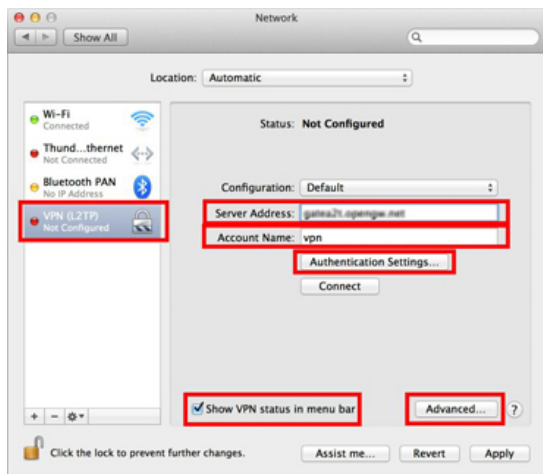 Network
Show All
Location: Automatic
Wi-Fi
Connected
Thund...thernet
Not Connected
Bluetooth PAN
No IP Address
VPN (L2TP)
Not Configured
Status: Not Configured
Configuration: Default
Server Address:
Account Name: vpn
Authentication Settings...
Connect
Show VPN status in menu bar
Advanced...
?
Click the lock to prevent further changes.
Assist me...
Revert
Apply